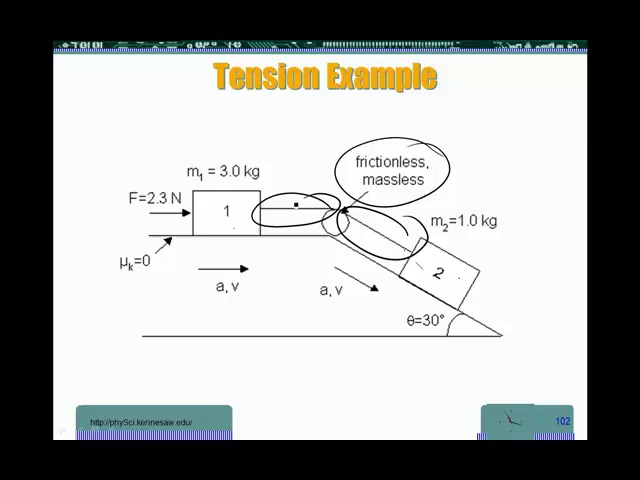 Tension Example
m₁ = 3.0 kg
frictionless,
massless
F=2.3 N
1
m₂=1.0 kg
μₖ=0
2
a, v
a, v
θ=30°
http://phySci.kennesaw.edu/
102